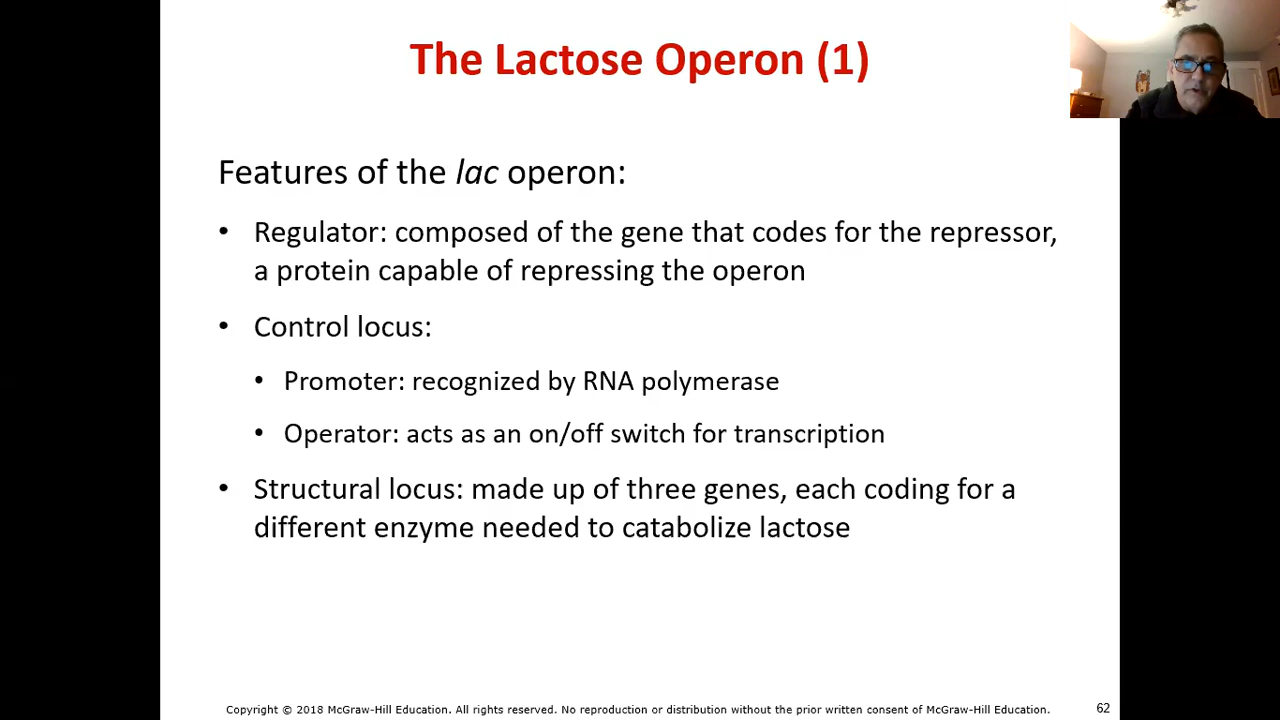 The Lactose Operon (1)
Features of the lac operon:
• Regulator: composed of the gene that codes for the repressor,
a protein capable of repressing the operon
• Control locus:
• Promoter: recognized by RNA polymerase
• Operator: acts as an on/off switch for transcription
• Structural locus: made up of three genes, each coding for a
different enzyme needed to catabolize lactose
Copyright © 2018 McGraw-Hill Education. All rights reserved. No reproduction or distribution without the prior written consent of McGraw-Hill Education.
62